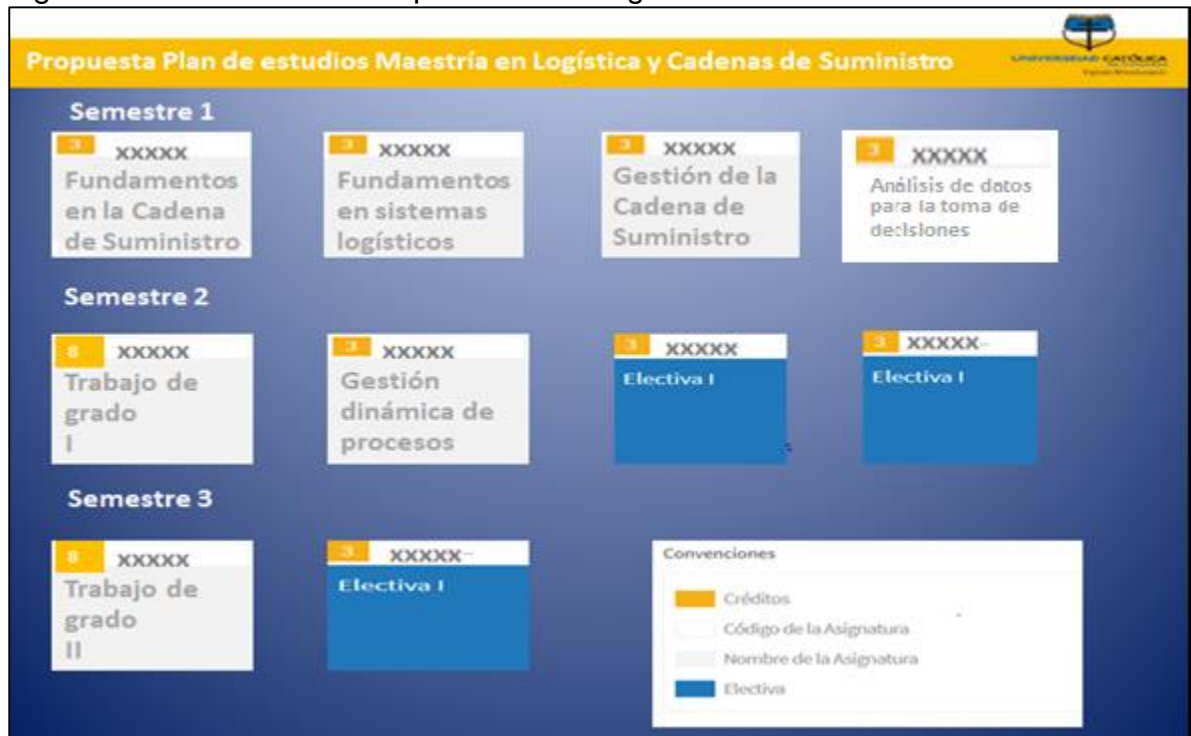 Propuesta Plan de estudios Maestría en Logística y Cadenas de Suministro
UNIVERSIDAD CATÓLICA
Semestre 1
3 XXXXX
Fundamentos
en la Cadena
de Suministro
3 XXXXX
Fundamentos
en sistemas
logísticos
3 XXXXX
Gestión de la
Cadena de
Suministro
3 XXXXX
Análisis de datos
para la toma de
decisiones
Semestre 2
8 XXXXX
Trabajo de
grado
I
3 XXXXX
Gestión
dinámica de
procesos
3 XXXXX
Electiva I
3 XXXXX-
Electiva I
Semestre 3
8 XXXXX
Trabajo de
grado
II
3 XXXXX-
Electiva I
Convenciones
Créditos
Código de la Asignatura
Nombre de la Asignatura
Electiva